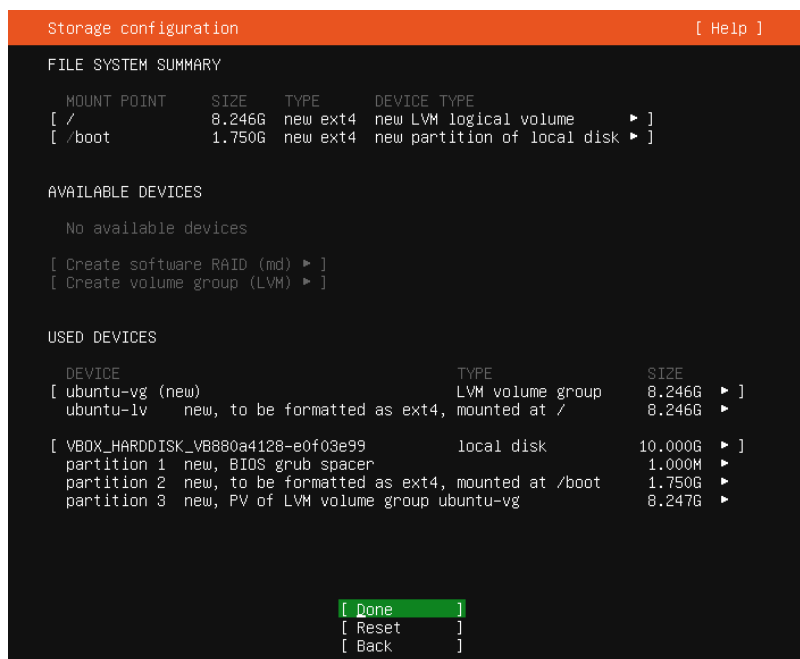 Storage configuration [ Help ]
FILE SYSTEM SUMMARY
MOUNT POINT SIZE TYPE DEVICE TYPE
[ / 8.246G new ext4 new LVM logical volume ▸ ]
[ /boot 1.750G new ext4 new partition of local disk ▸ ]
AVAILABLE DEVICES
No available devices
[ Create software RAID (md) ▸ ]
[ Create volume group (LVM) ▸ ]
USED DEVICES
DEVICE TYPE SIZE
[ ubuntu-vg (new) LVM volume group 8.246G ▸ ]
ubuntu-lv new, to be formatted as ext4, mounted at / 8.246G ▸
[ VBOX_HARDDISK_VB880a4128-e0f03e99 local disk 10.000G ▸ ]
partition 1 new, BIOS grub spacer 1.000M ▸
partition 2 new, to be formatted as ext4, mounted at /boot 1.750G ▸
partition 3 new, PV of LVM volume group ubuntu-vg 8.247G ▸
[ Done ]
[ Reset ]
[ Back ]